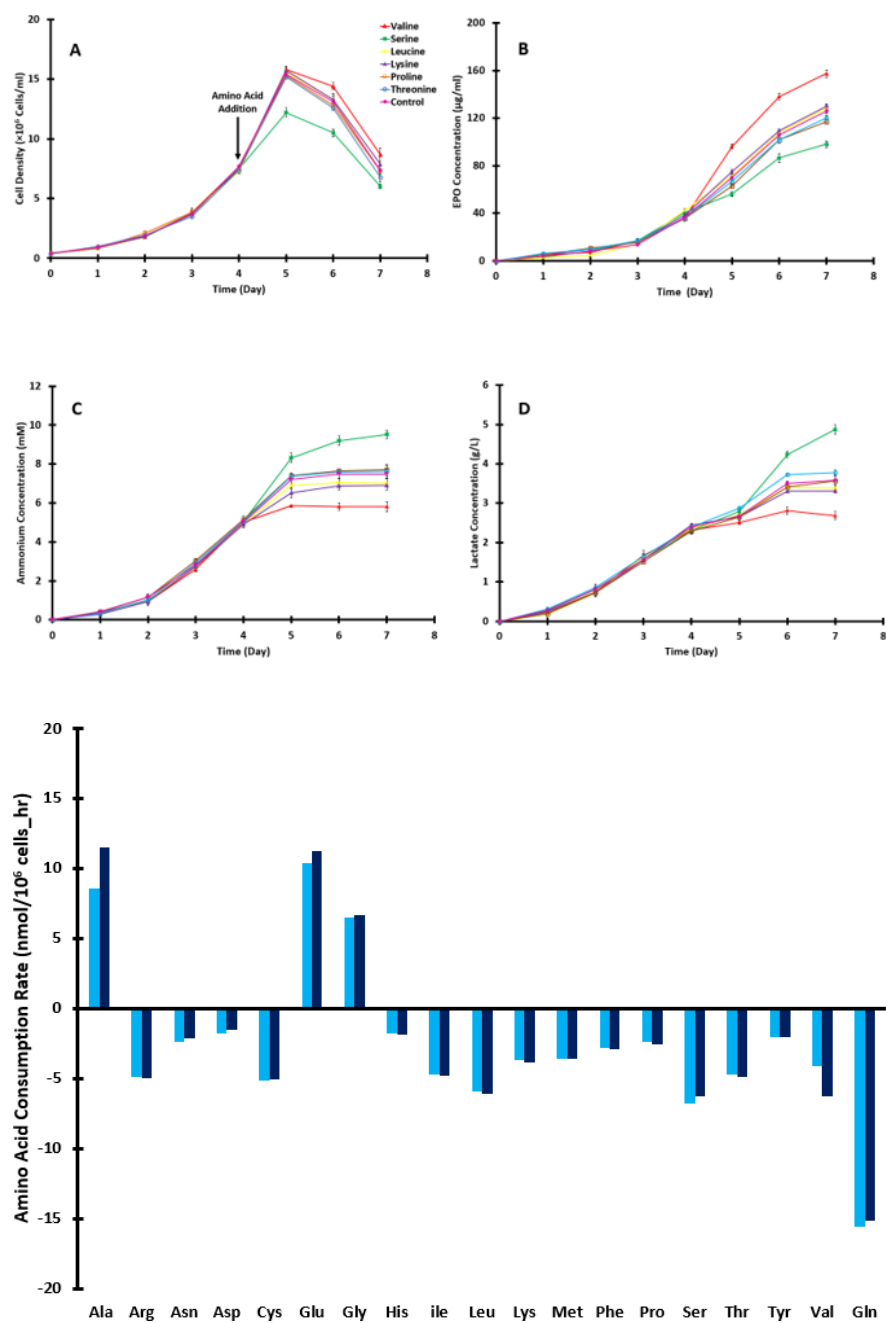 A
Cell Density (×10⁶ Cells/ml)
20
15
10
5
0
Amino Acid
Addition
Valine
Serine
Leucine
Lysine
Proline
Threonine
Control
0 1 2 3 4 5 6 7 8
Time (Day)
B
EPO Concentration (µg/ml)
200
160
120
80
40
0
0 1 2 3 4 5 6 7 8
Time (Day)
C
Ammonium Concentration (mM)
12
10
8
6
4
2
0
0 1 2 3 4 5 6 7 8
Time (Day)
D
Lactate Concentration (g/L)
6
5
4
3
2
1
0
0 1 2 3 4 5 6 7 8
Time (Day)
Amino Acid Consumption Rate (nmol/10⁶ cells_hr)
20
15
10
5
0
-5
-10
-15
-20
Ala Arg Asn Asp Cys Glu Gly His ile Leu Lys Met Phe Pro Ser Thr Tyr Val Gln